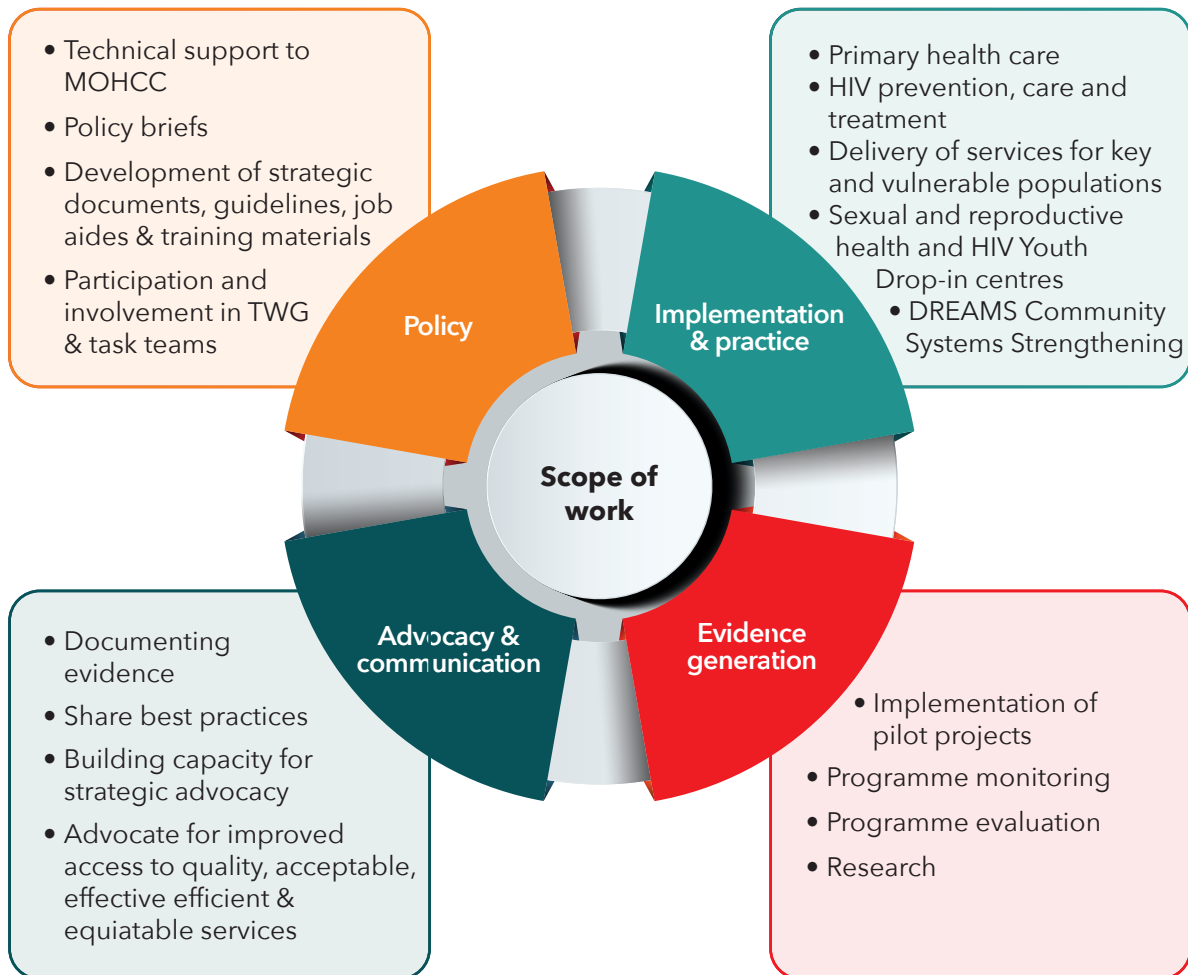 • Technical support to
MOHCC
• Policy briefs
• Development of strategic
documents, guidelines, job
aides & training materials
• Participation and
involvement in TWG
& task teams
• Primary health care
• HIV prevention, care and
treatment
• Delivery of services for key
and vulnerable populations
• Sexual and reproductive
health and HIV Youth
Drop-in centres
• DREAMS Community
Systems Strengthening
Policy
Implementation
& practice
Scope of
work
Advocacy &
communication
Evidence
generation
• Documenting
evidence
• Share best practices
• Building capacity for
strategic advocacy
• Advocate for improved
access to quality, acceptable,
effective efficient &
equiatable services
• Implementation of
pilot projects
• Programme monitoring
• Programme evaluation
• Research